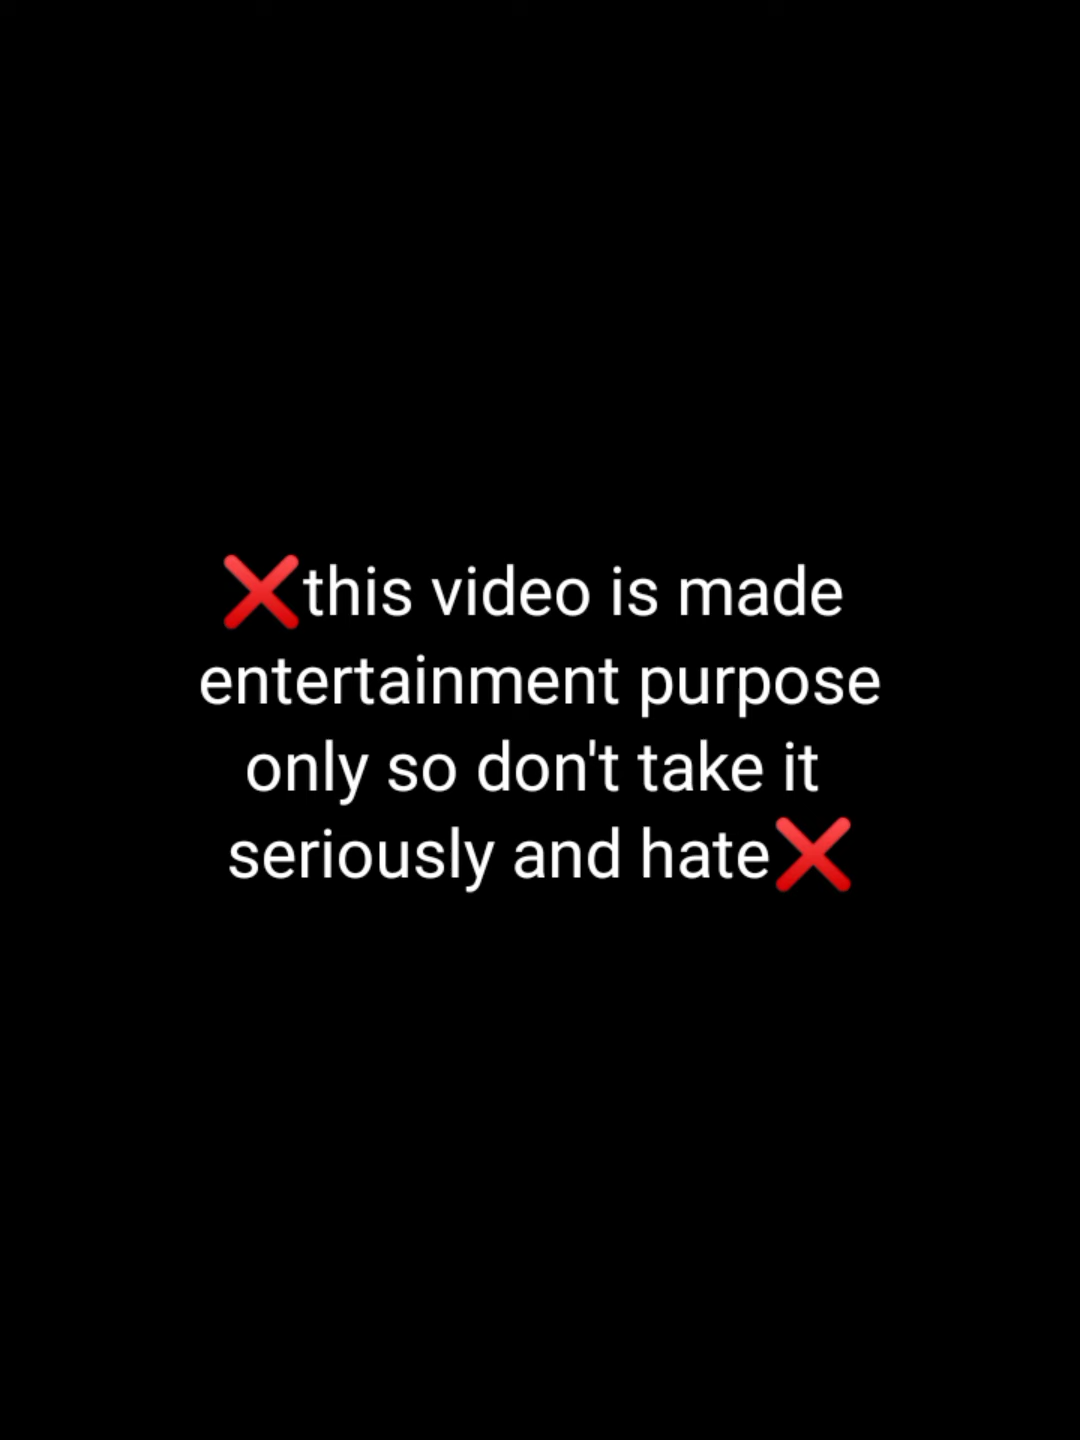 ❌this video is made
entertainment purpose
only so don't take it
seriously and hate❌